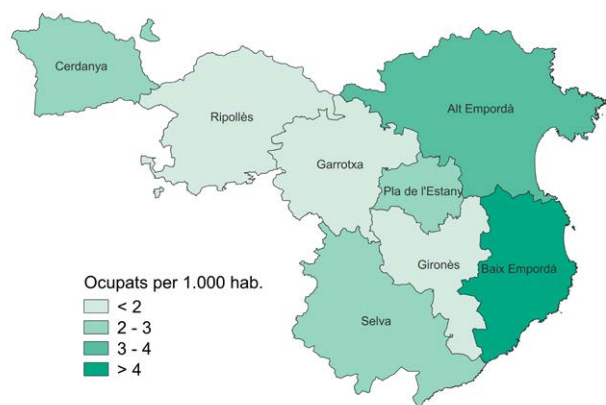 Cerdanya
Ripollès
Alt Empordà
Garrotxa
Pla de l'Estany
Gironès
Baix Empordà
Selva
Ocupats per 1.000 hab.
< 2
2 - 3
3 - 4
> 4